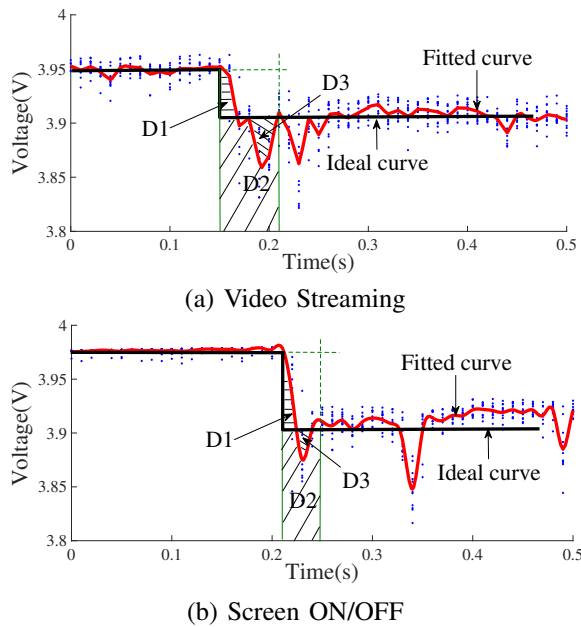 4
3.95
3.9
3.85
3.8
Voltage(V)
Fitted curve
D3
D1
Ideal curve
D2
0
0.1
0.2
0.3
0.4
0.5
Time(s)
(a) Video Streaming
4
3.95
3.9
3.85
3.8
Voltage(V)
Fitted curve
D1
Ideal curve
D3
D2
0
0.1
0.2
0.3
0.4
0.5
Time(s)
(b) Screen ON/OFF